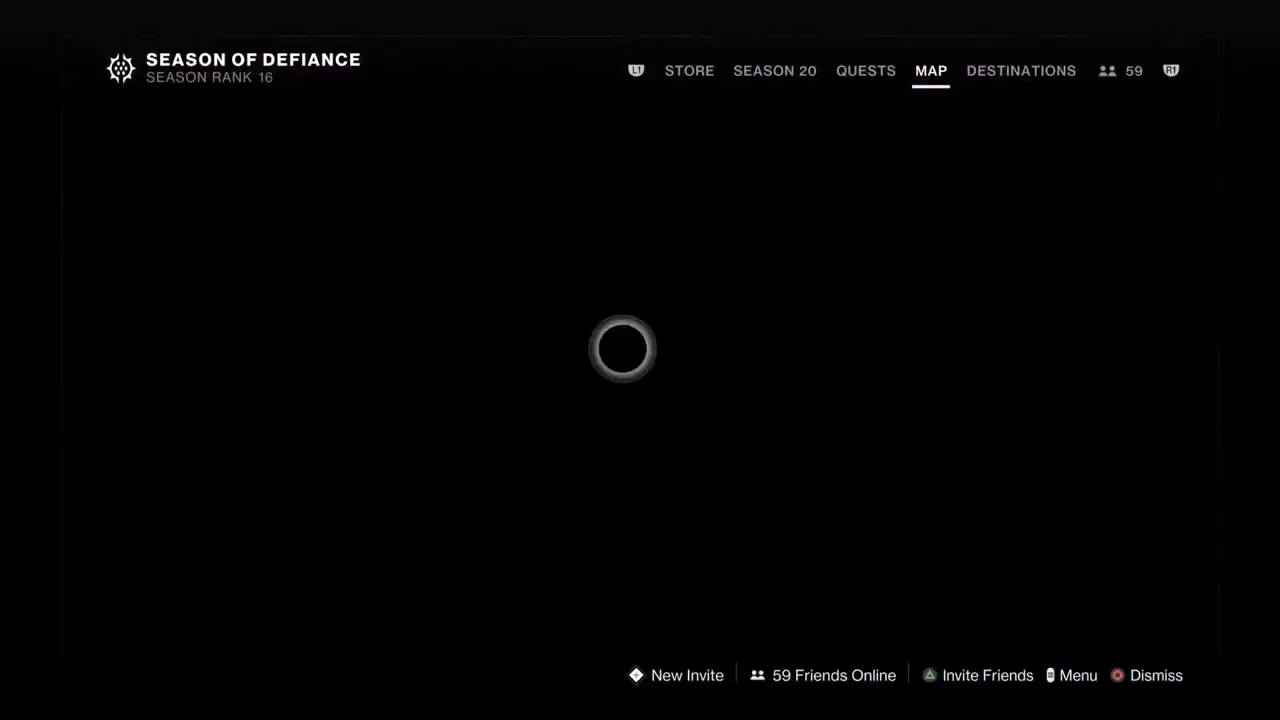 SEASON OF DEFIANCE
SEASON RANK 16
L1 STORE SEASON 20 QUESTS MAP DESTINATIONS 59 R1
New Invite 59 Friends Online Invite Friends Menu Dismiss